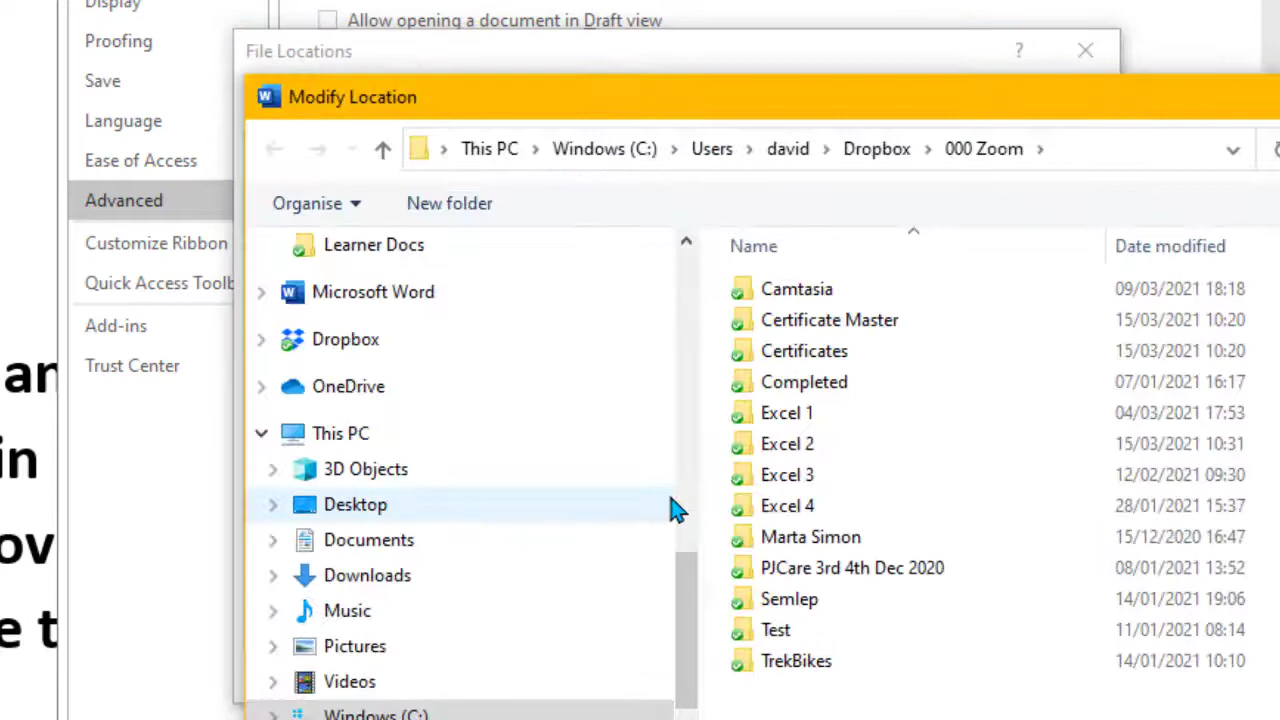 Display
Proofing
Save
Language
Ease of Access
Advanced
Customize Ribbon
Quick Access Toolb
Add-ins
Trust Center
an
in
ov
e t
Allow opening a document in Draft view
File Locations ?
W Modify Location
This PC > Windows (C:) > Users > david > Dropbox > 000 Zoom >
Organise New folder
Learner Docs
Microsoft Word
Dropbox
OneDrive
This PC
3D Objects
Desktop
Documents
Downloads
Music
Pictures
Videos
Windows (C:)
Name Date modified
Camtasia 09/03/2021 18:18
Certificate Master 15/03/2021 10:20
Certificates 15/03/2021 10:20
Completed 07/01/2021 16:17
Excel 1 04/03/2021 17:53
Excel 2 15/03/2021 10:31
Excel 3 12/02/2021 09:30
Excel 4 28/01/2021 15:37
Marta Simon 15/12/2020 16:47
PJCare 3rd 4th Dec 2020 08/01/2021 13:52
Semlep 14/01/2021 19:06
Test 11/01/2021 08:14
TrekBikes 14/01/2021 10:10